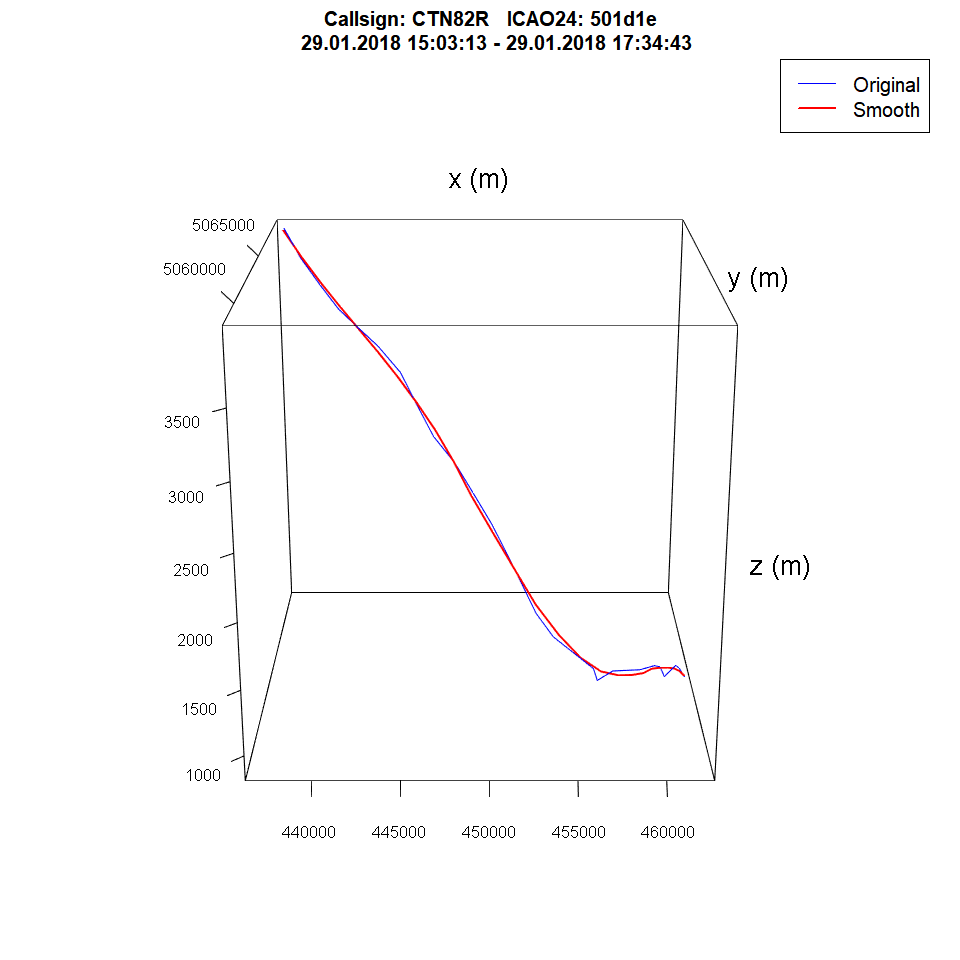 Callsign: CTN82R   ICAO24: 501d1e
29.01.2018 15:03:13 - 29.01.2018 17:34:43
Original
Smooth
x (m)
5065000
5060000
y (m)
3500
3000
2500
z (m)
2000
1500
1000
440000 445000 450000 455000 460000